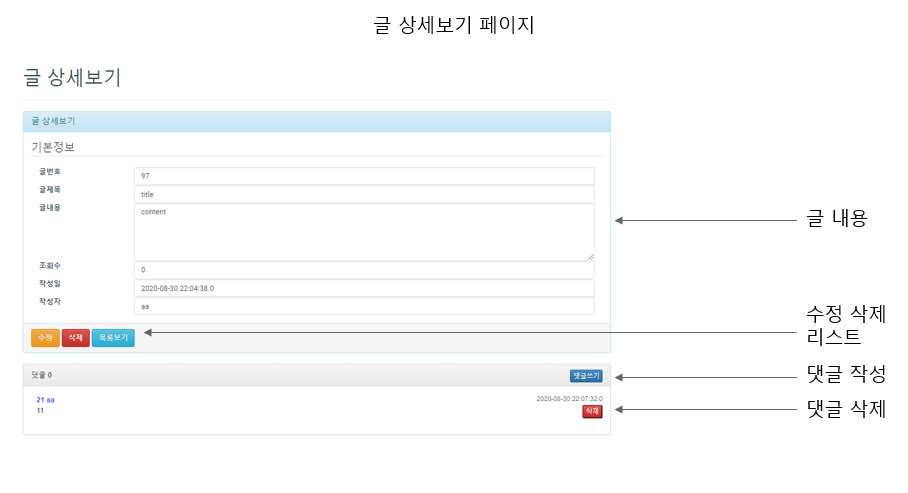 글 상세보기 페이지
글 상세보기
글 상세보기
기본정보
글번호 97
글제목 title
글내용 content
글 내용
조회수 0
작성일 2020-08-30 22:04:38.0
작성자 aa
수정 삭제 목록보기
수정 삭제
리스트
댓글 0 댓글쓰기
댓글 작성
21 aa 2020-08-30 22:07:32.0
11 삭제
댓글 삭제